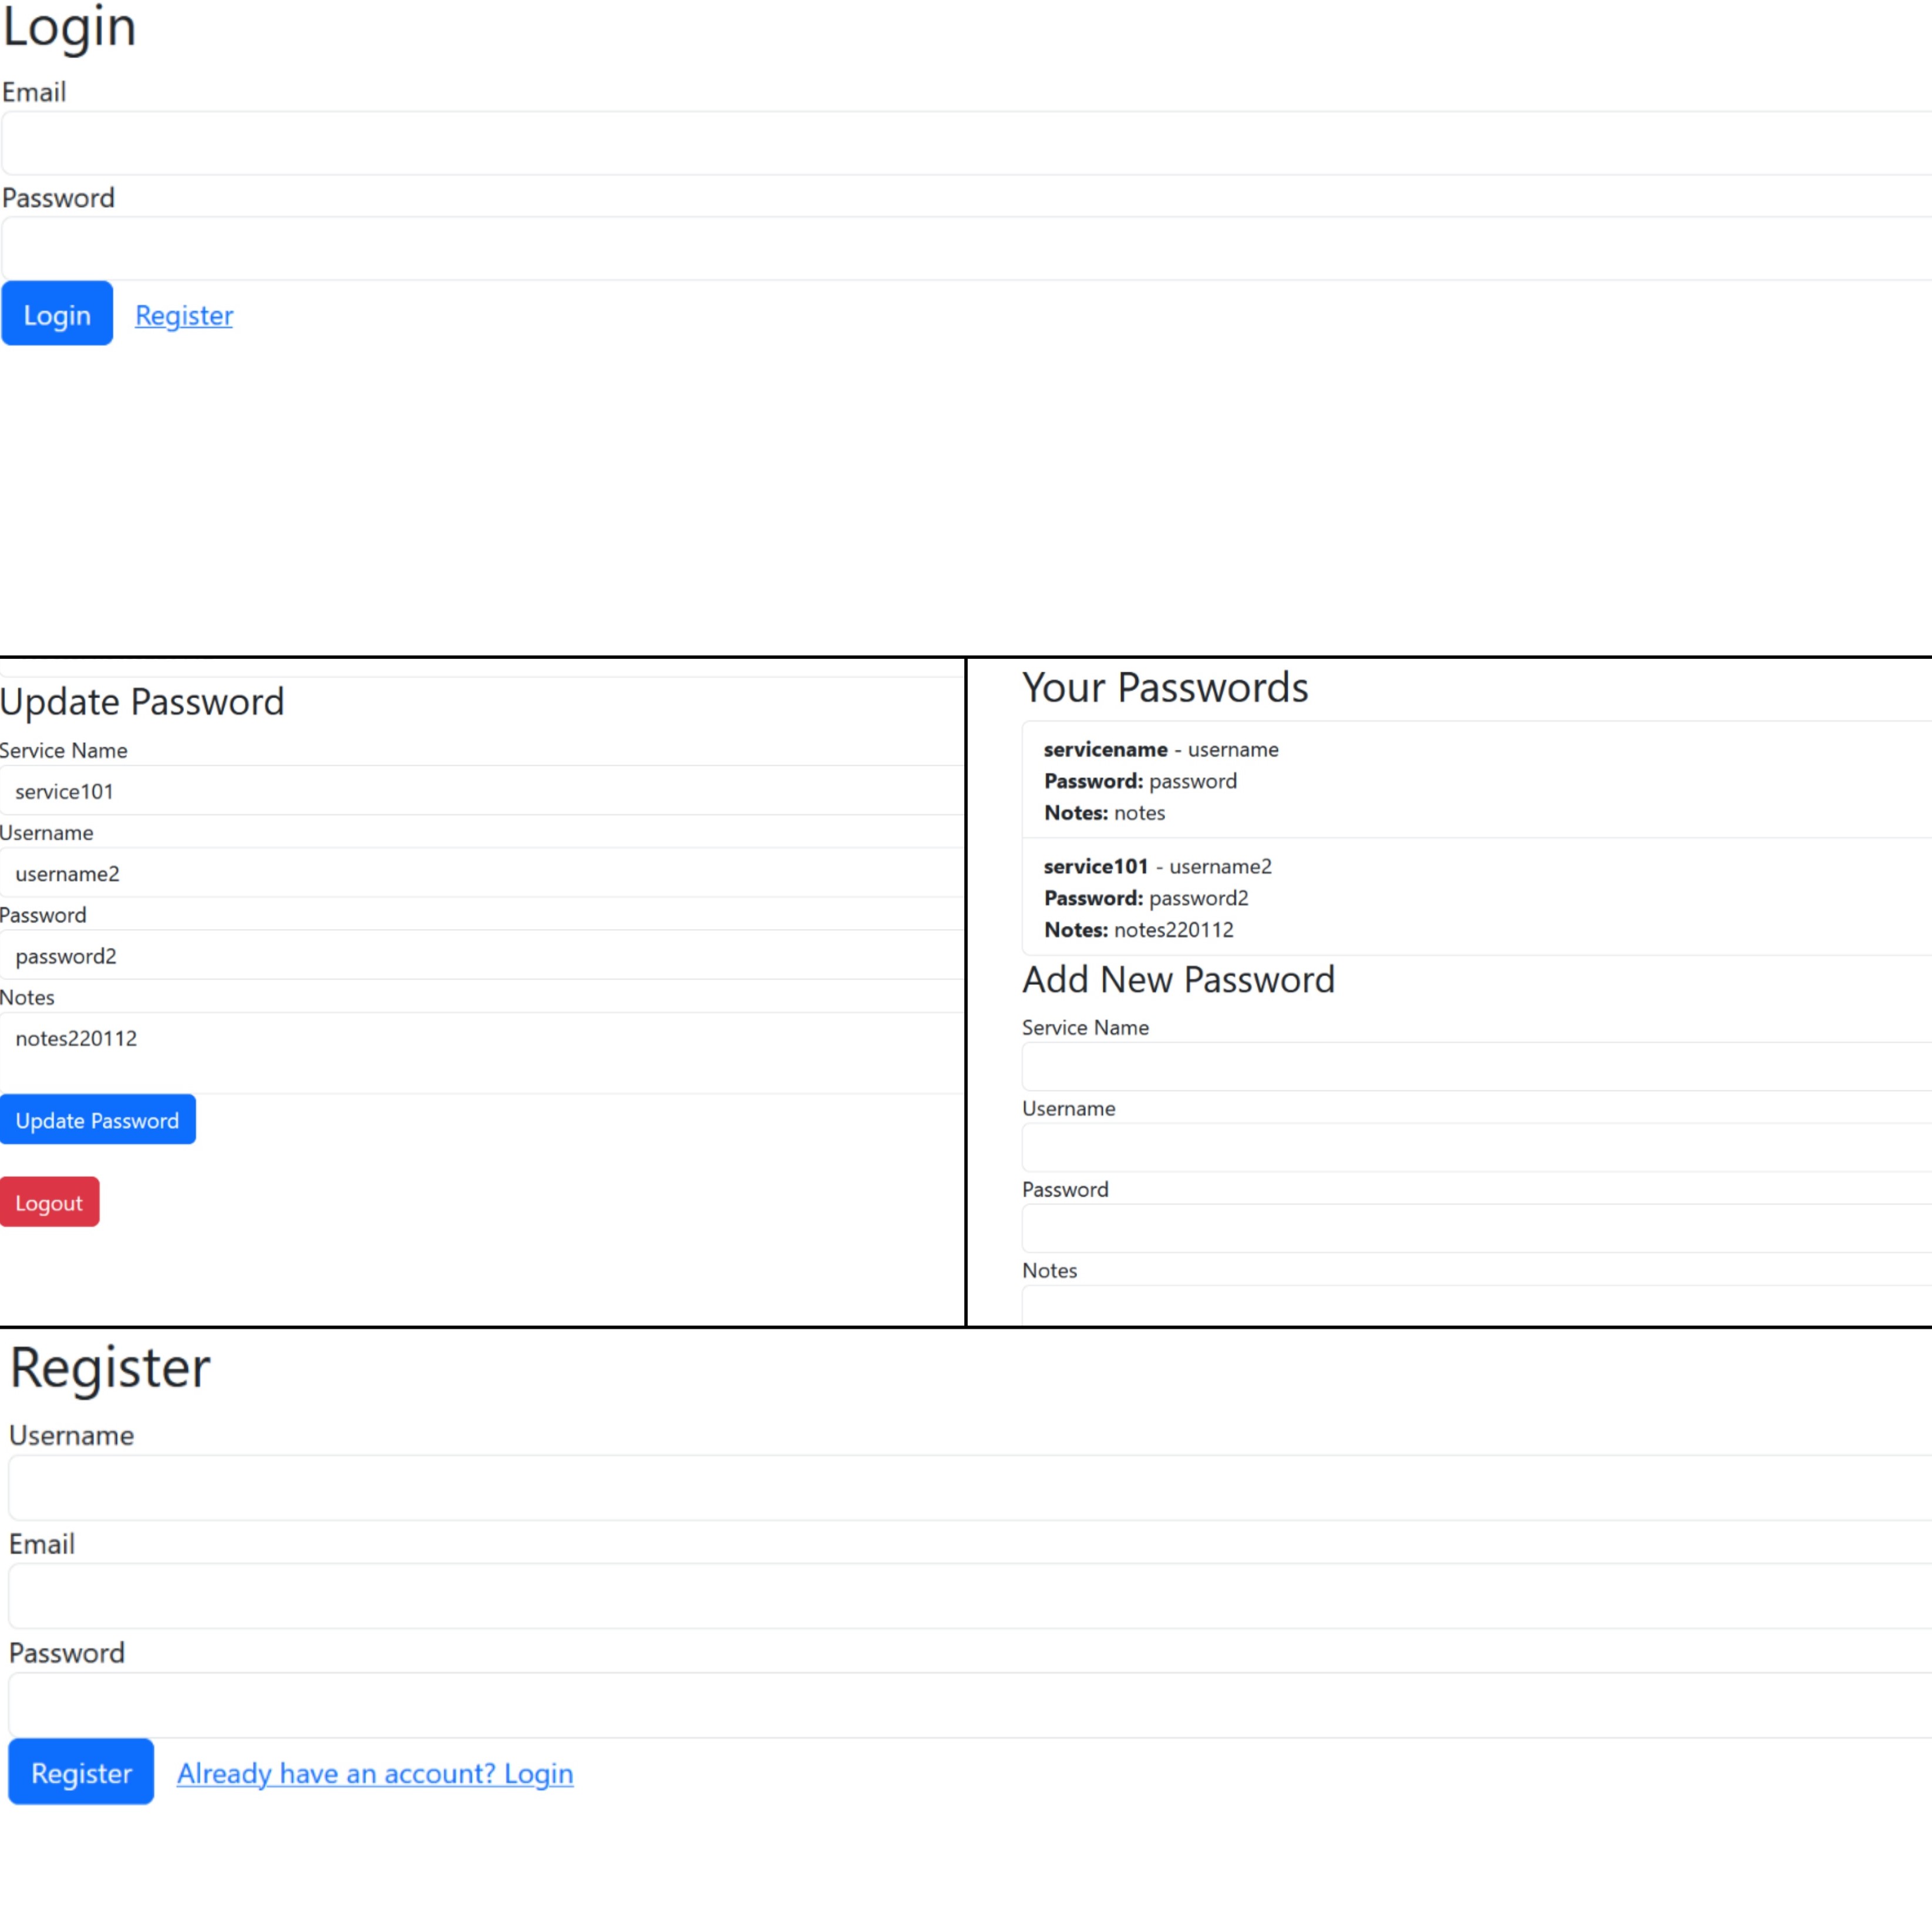 Login
Email
Password
Login Register
Update Password
Service Name
service101
Username
username2
Password
password2
Notes
notes220112
Update Password
Logout
Your Passwords
servicename - username
Password: password
Notes: notes
service101 - username2
Password: password2
Notes: notes220112
Add New Password
Service Name
Username
Password
Notes
Register
Username
Email
Password
Register Already have an account? Login